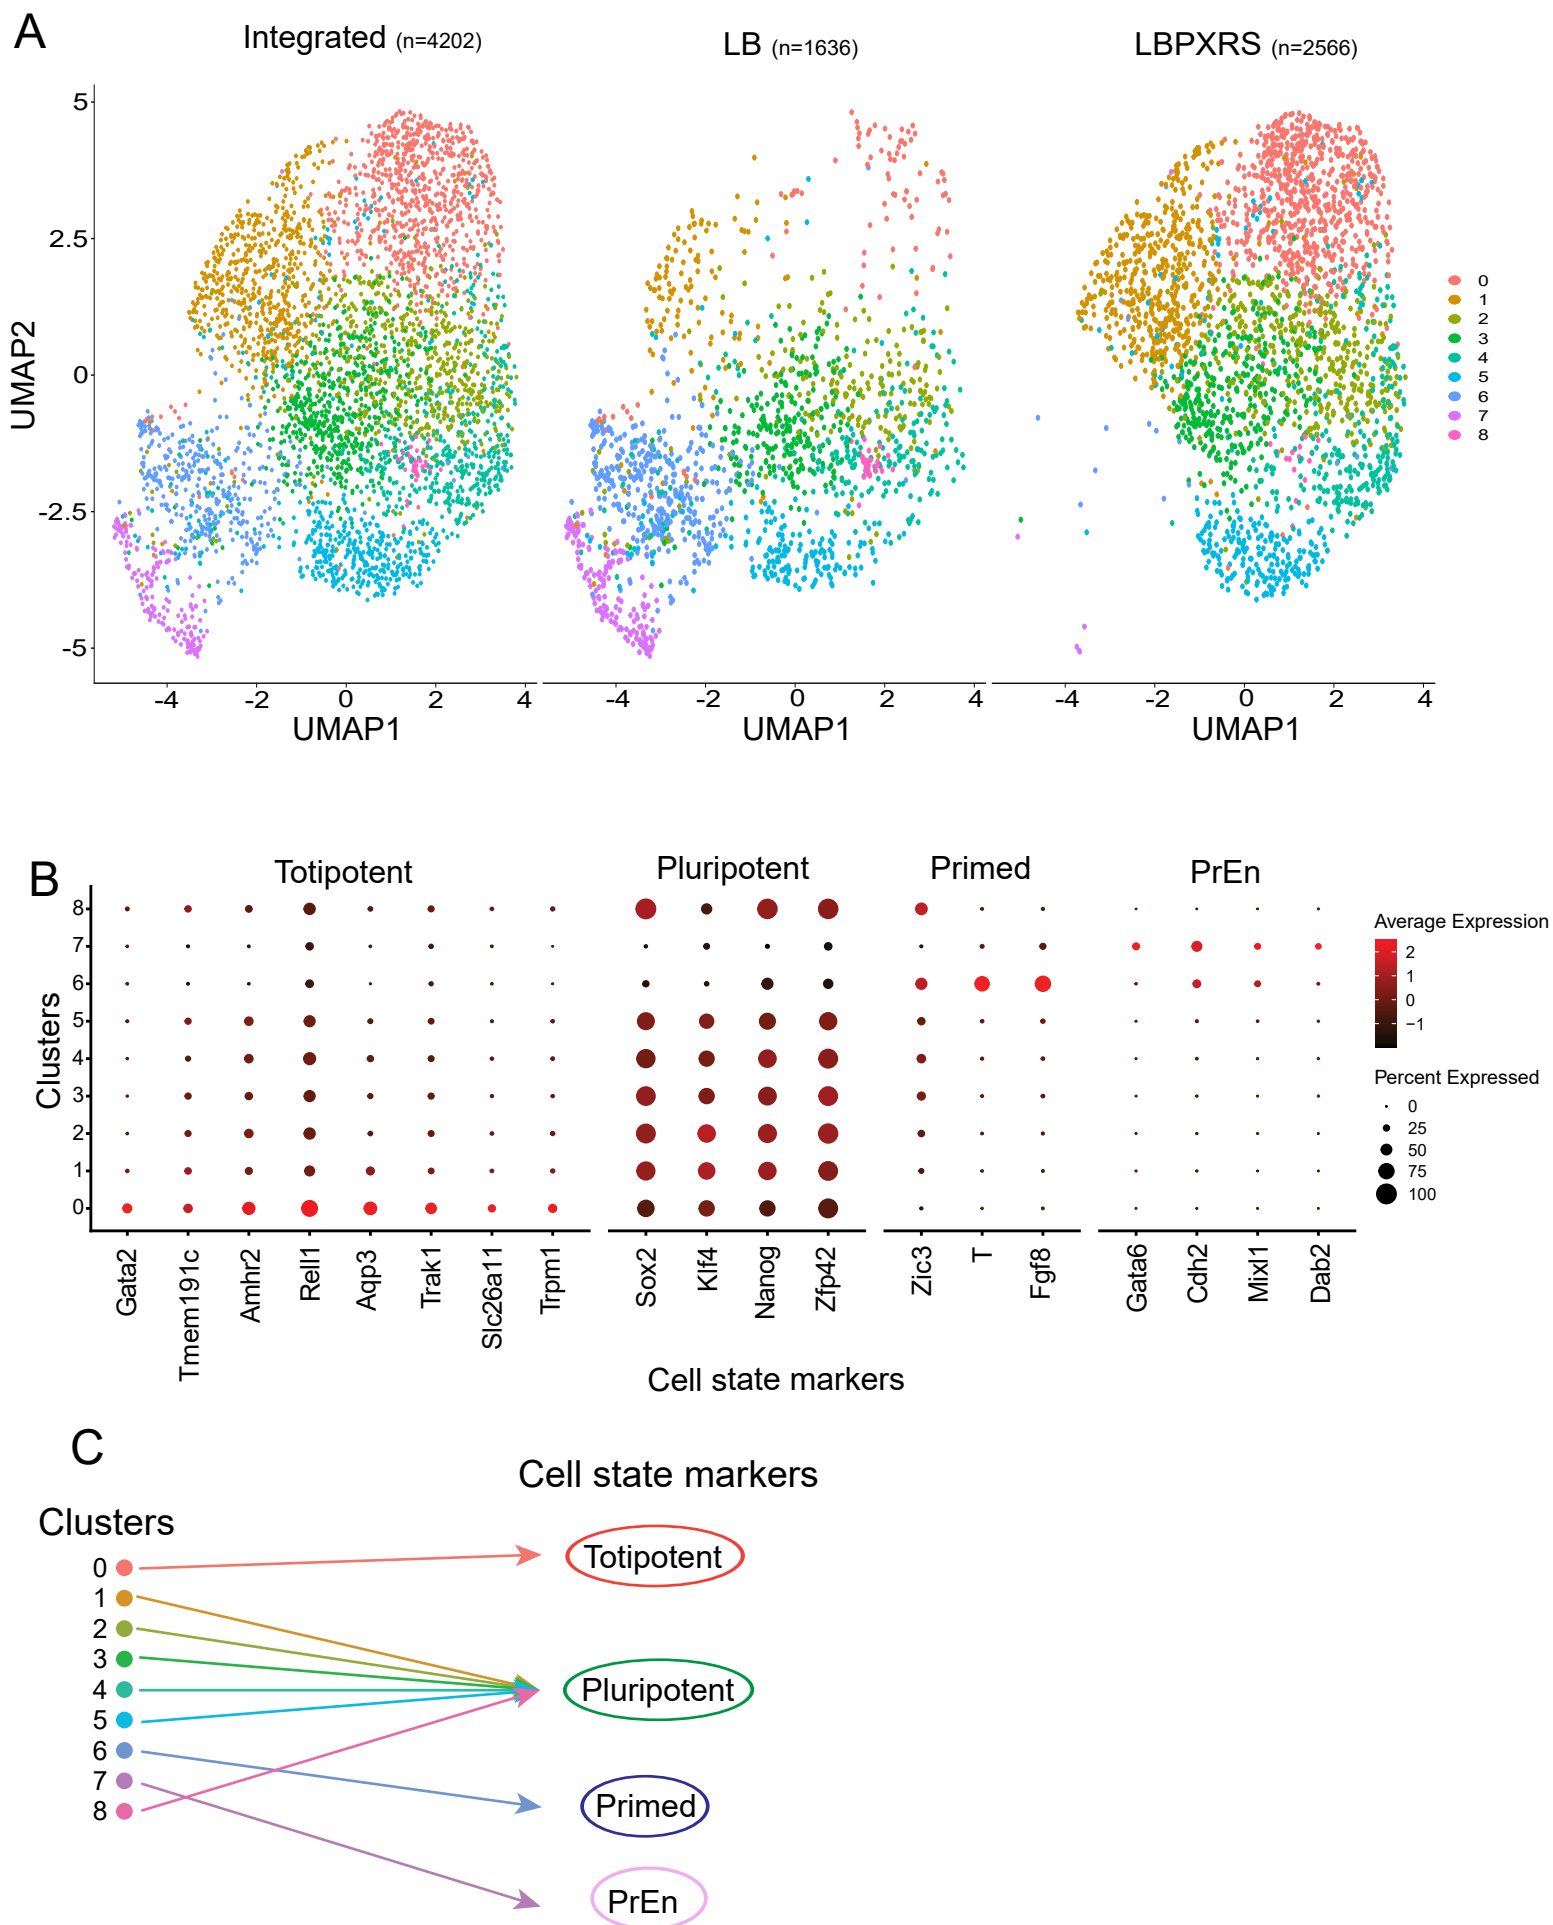 A
Integrated (n=4202)
LB (n=1636)
LBPXRS (n=2566)
UMAP2
5
2.5
0
-2.5
-5
-4 -2 0 2 4
-4 -2 0 2 4
-4 -2 0 2 4
UMAP1
UMAP1
UMAP1
0
1
2
3
4
5
6
7
8
B
Totipotent
Pluripotent
Primed
PrEn
Clusters
8
7
6
5
4
3
2
1
0
Gata2
Tmem191c
Amhr2
Rell1
Aqp3
Trak1
Slc26a11
Trpm1
Sox2
Klf4
Nanog
Zfp42
Zic3
T
Fgf8
Gata6
Cdh2
Mixl1
Dab2
Cell state markers
Average Expression
2
1
0
−1
Percent Expressed
0
25
50
75
100
C
Cell state markers
Clusters
0
1
2
3
4
5
6
7
8
Totipotent
Pluripotent
Primed
PrEn